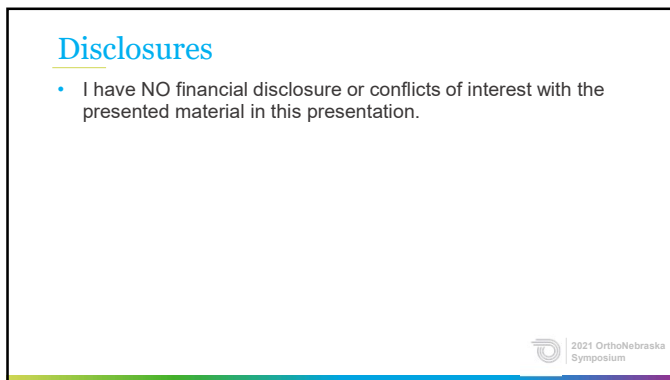 Disclosures
• I have NO financial disclosure or conflicts of interest with the
presented material in this presentation.
2021 OrthoNebraska
Symposium